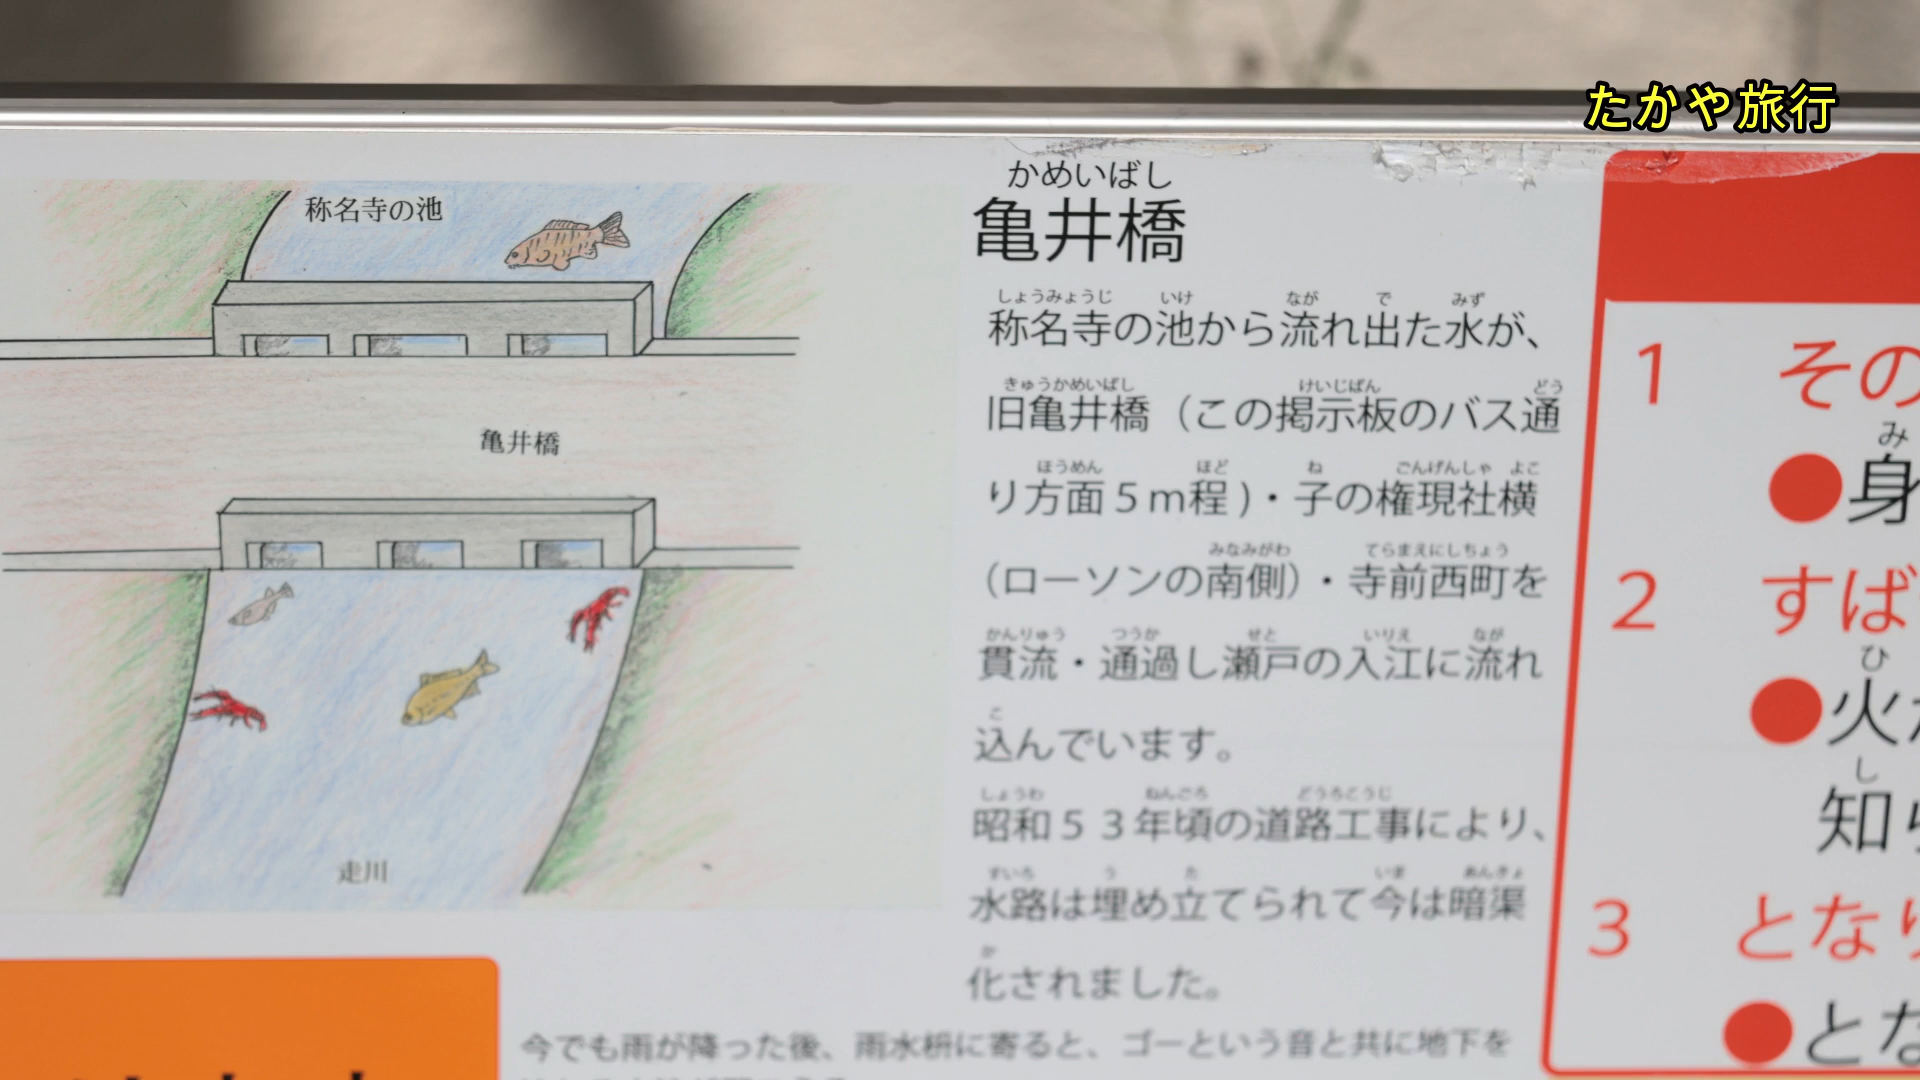 たかや旅行
称名寺の池
亀井橋
走川
かめいばし
亀井橋
しょうみょうじ いけ なが で みず
称名寺の池から流れ出た水が、
きゅうかめいばし けいじばん どう
旧亀井橋（この掲示板のバス通
ほうめん ほど ね ごんげんしゃ よこ
り方面５ｍ程)・子の権現社横
みなみがわ てらまえにしちょう
（ローソンの南側）・寺前西町を
かんりゅう つうか せと いりえ なが
貫流・通過し瀬戸の入江に流れ
こ
込んでいます。
しょうわ ねんごろ どうろこうじ
昭和５３年頃の道路工事により、
すいろ う た いま あんきょ
水路は埋め立てられて今は暗渠
か
化されました。
今でも雨が降った後、雨水枡に寄ると、ゴーという音と共に地下を
1 その
み
●身
2 すば
ひ
●火
し
知ら
3 となり
●とな